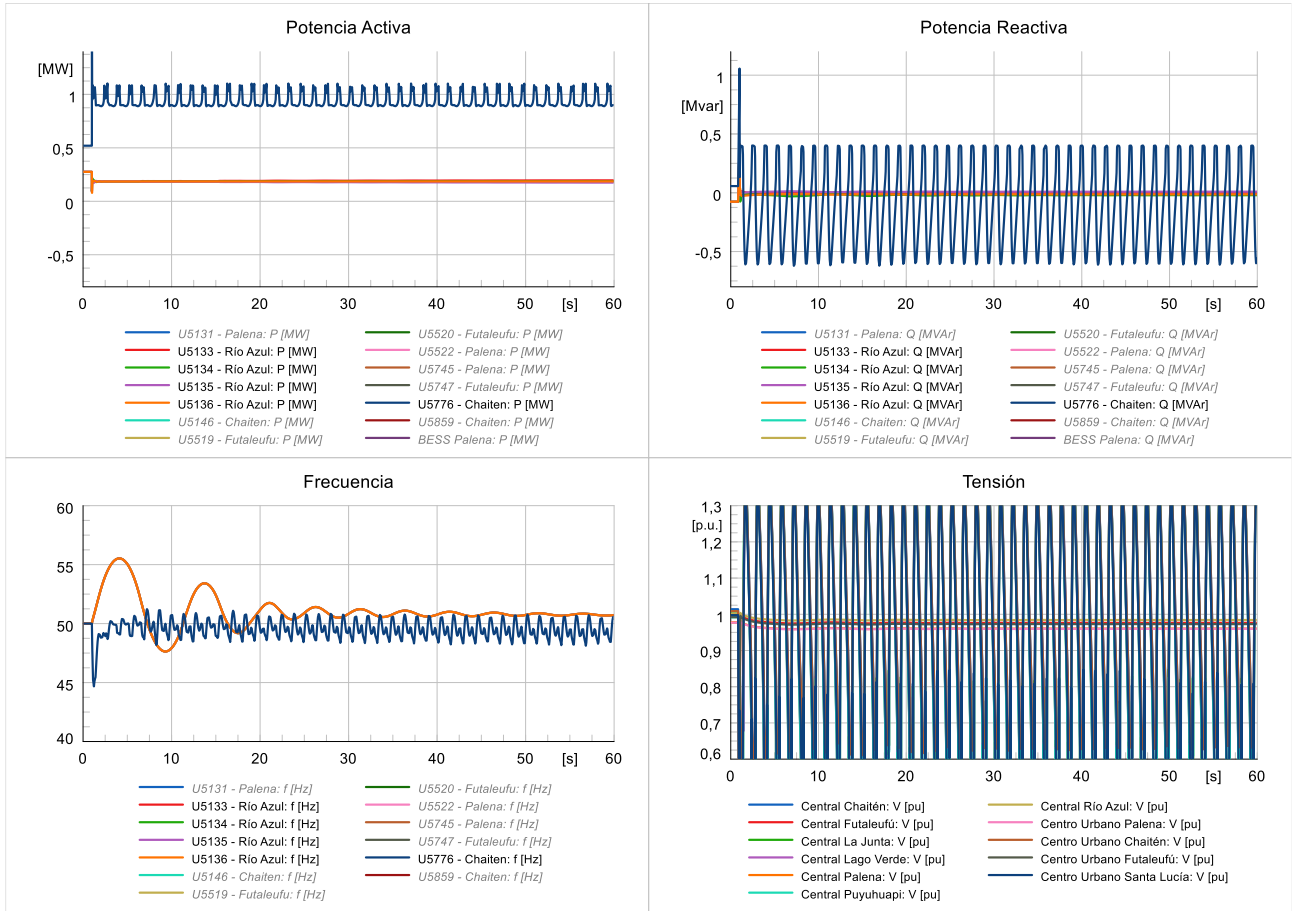 Potencia Activa
[MW]
1
0,5
0
-0,5
0 10 20 30 40 50 [s] 60
U5131 - Palena: P [MW] U5520 - Futaleufu: P [MW]
U5133 - Río Azul: P [MW] U5522 - Palena: P [MW]
U5134 - Río Azul: P [MW] U5745 - Palena: P [MW]
U5135 - Río Azul: P [MW] U5747 - Futaleufu: P [MW]
U5136 - Río Azul: P [MW] U5776 - Chaiten: P [MW]
U5146 - Chaiten: P [MW] U5859 - Chaiten: P [MW]
U5519 - Futaleufu: P [MW] BESS Palena: P [MW]
Potencia Reactiva
1
[Mvar]
0,5
0
-0,5
0 10 20 30 40 50 [s] 60
U5131 - Palena: Q [MVAr] U5520 - Futaleufu: Q [MVAr]
U5133 - Río Azul: Q [MVAr] U5522 - Palena: Q [MVAr]
U5134 - Río Azul: Q [MVAr] U5745 - Palena: Q [MVAr]
U5135 - Río Azul: Q [MVAr] U5747 - Futaleufu: Q [MVAr]
U5136 - Río Azul: Q [MVAr] U5776 - Chaiten: Q [MVAr]
U5146 - Chaiten: Q [MVAr] U5859 - Chaiten: Q [MVAr]
U5519 - Futaleufu: Q [MVAr] BESS Palena: Q [MVAr]
Frecuencia
60
55
50
45
40
0 10 20 30 40 50 [s] 60
U5131 - Palena: f [Hz] U5520 - Futaleufu: f [Hz]
U5133 - Río Azul: f [Hz] U5522 - Palena: f [Hz]
U5134 - Río Azul: f [Hz] U5745 - Palena: f [Hz]
U5135 - Río Azul: f [Hz] U5747 - Futaleufu: f [Hz]
U5136 - Río Azul: f [Hz] U5776 - Chaiten: f [Hz]
U5146 - Chaiten: f [Hz] U5859 - Chaiten: f [Hz]
U5519 - Futaleufu: f [Hz]
Tensión
1,3
[p.u.]
1,2
1,1
1
0,9
0,8
0,7
0,6
0 10 20 30 40 50 [s] 60
Central Chaitén: V [pu] Central Río Azul: V [pu]
Central Futaleufú: V [pu] Centro Urbano Palena: V [pu]
Central La Junta: V [pu] Centro Urbano Chaitén: V [pu]
Central Lago Verde: V [pu] Centro Urbano Futaleufú: V [pu]
Central Palena: V [pu] Centro Urbano Santa Lucía: V [pu]
Central Puyuhuapi: V [pu]